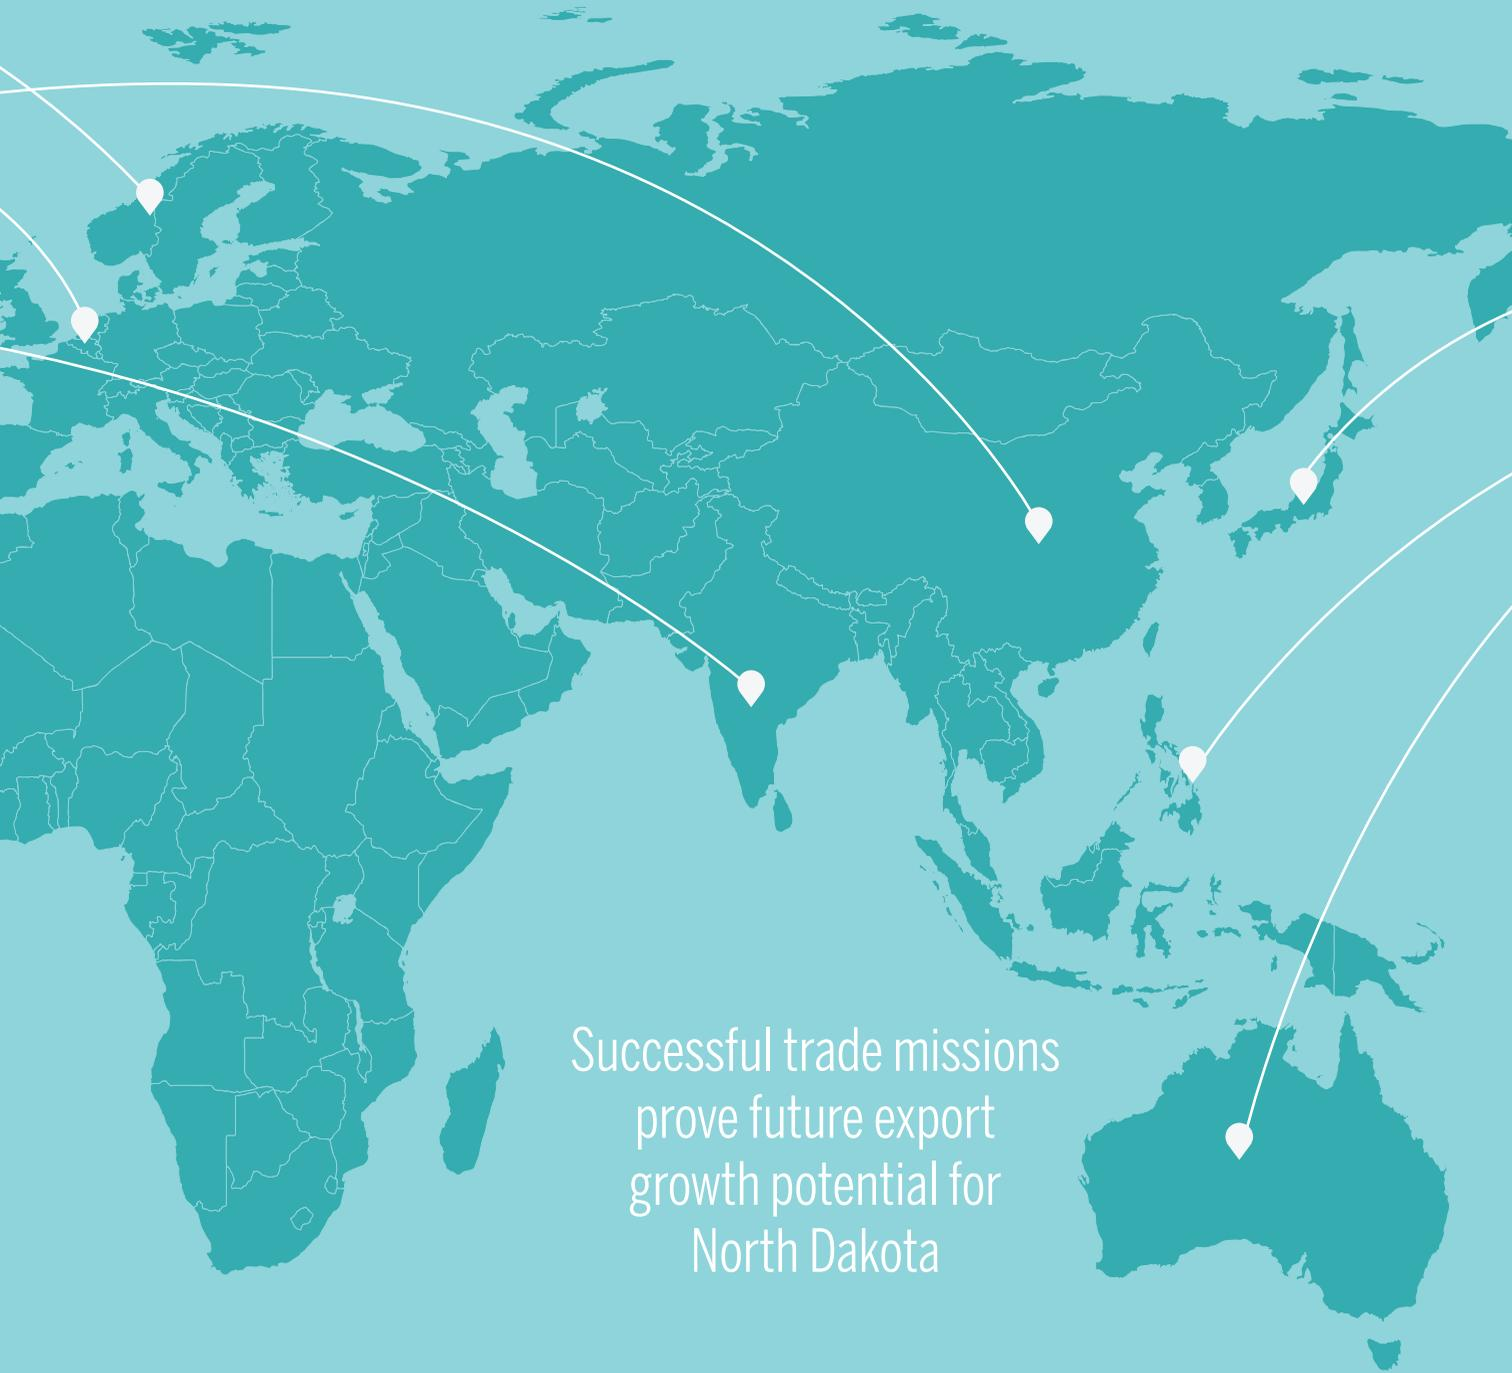 Successful trade missions
prove future export
growth potential for
North Dakota